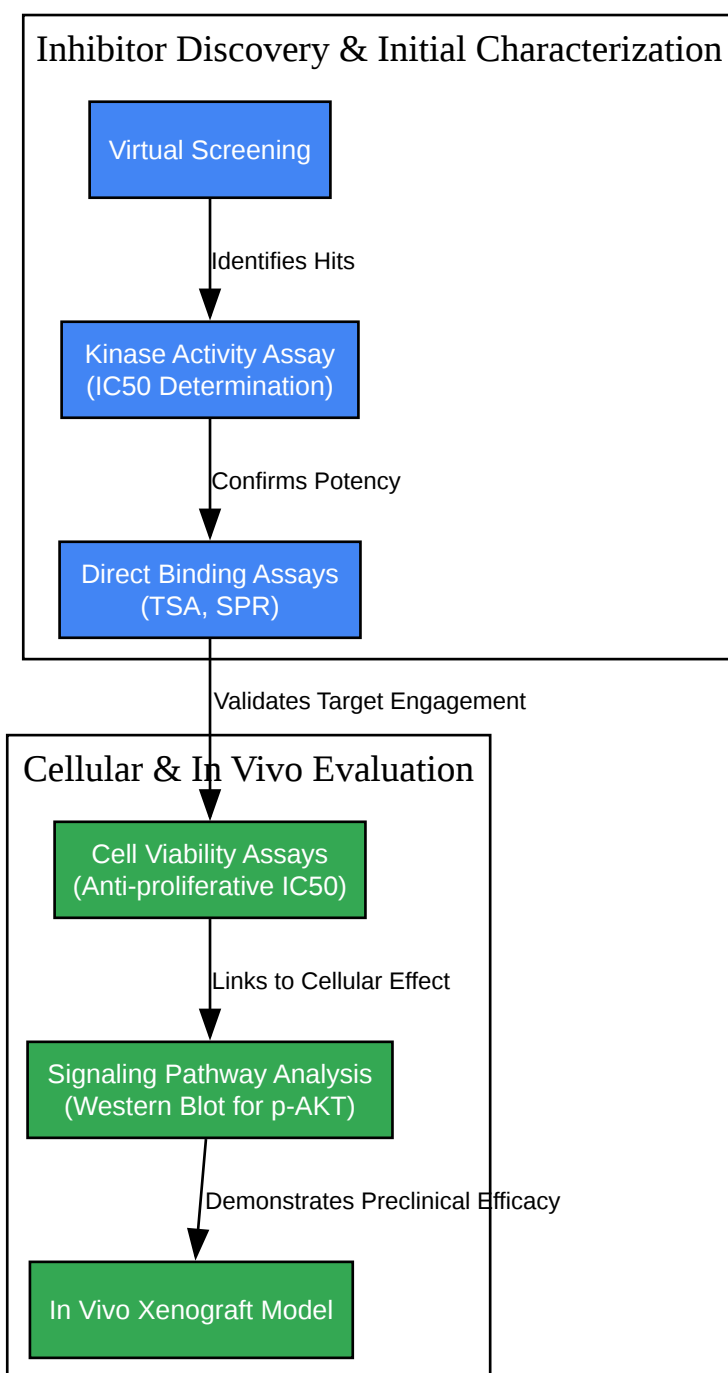 Inhibitor Discovery & Initial Characterization
Virtual Screening
Identifies Hits
Kinase Activity Assay
(IC50 Determination)
Confirms Potency
Direct Binding Assays
(TSA, SPR)
Validates Target Engagement
Cellular & In Vivo Evaluation
Cell Viability Assays
(Anti-proliferative IC50)
Links to Cellular Effect
Signaling Pathway Analysis
(Western Blot for p-AKT)
Demonstrates Preclinical Efficacy
In Vivo Xenograft Model